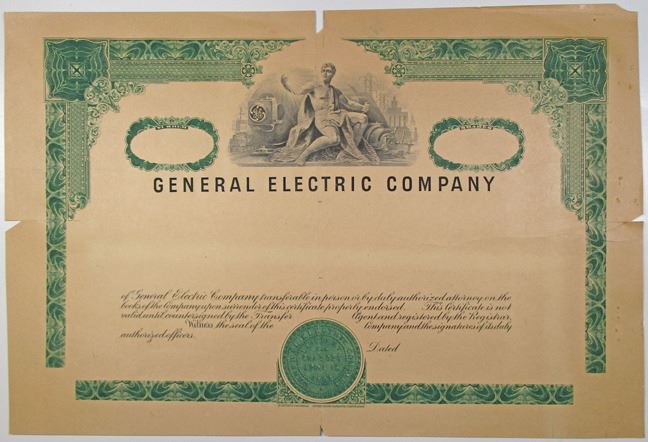 GE
GENERAL ELECTRIC COMPANY
of General Electric Company transferable in person or by duly authorized attorney on the
books of the Company upon surrender of this certificate properly endorsed. This Certificate is not
valid until countersigned by the Transfer Agent and registered by the Registrar.
Witness the seal of the Company and the signatures of its duly
authorized officers.
Dated